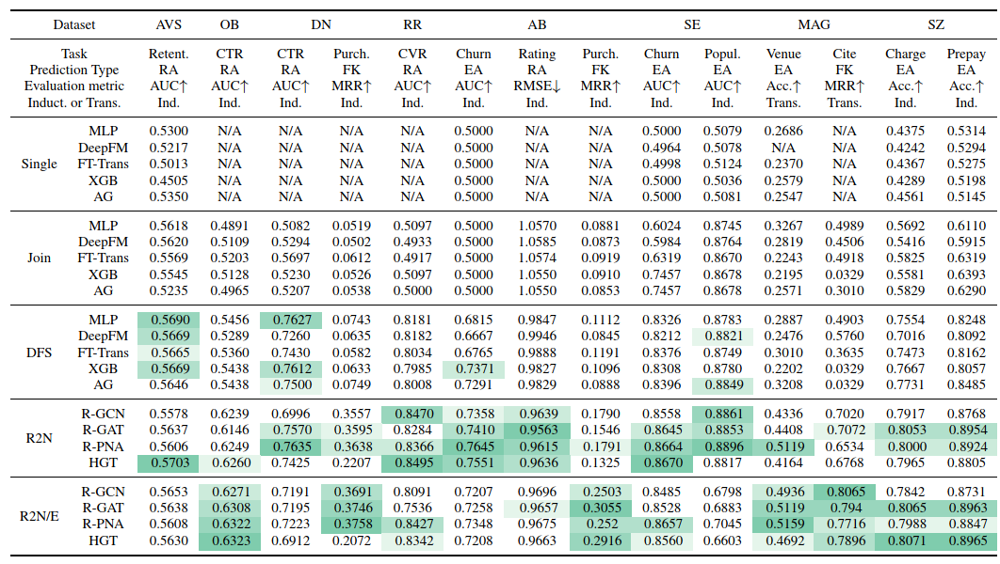 Dataset AVS OB DN RR AB SE MAG SZ
Task Retent. CTR CTR Purch. CVR Churn Rating Purch. Churn Popul. Venue Cite Charge Prepay
Prediction Type RA RA RA FK RA EA RA FK EA EA EA FK EA EA
Evaluation metric AUC↑ AUC↑ AUC↑ MRR↑ AUC↑ AUC↑ RMSE↓ MRR↑ AUC↑ AUC↑ Acc.↑ MRR↑ Acc.↑ Acc.↑
Induct. or Trans. Ind. Ind. Ind. Ind. Ind. Ind. Ind. Ind. Ind. Ind. Trans. Trans. Ind. Ind.
MLP 0.5300 N/A N/A N/A N/A 0.5000 N/A N/A 0.5000 0.5079 0.2686 N/A 0.4375 0.5314
DeepFM 0.5217 N/A N/A N/A N/A 0.5000 N/A N/A 0.4964 0.5078 N/A N/A 0.4242 0.5294
Single FT-Trans 0.5013 N/A N/A N/A N/A 0.5000 N/A N/A 0.4998 0.5124 0.2370 N/A 0.4367 0.5275
XGB 0.4505 N/A N/A N/A N/A 0.5000 N/A N/A 0.5000 0.5036 0.2579 N/A 0.4289 0.5198
AG 0.5350 N/A N/A N/A N/A 0.5000 N/A N/A 0.5000 0.5081 0.2547 N/A 0.4561 0.5145
MLP 0.5618 0.4891 0.5082 0.0519 0.5097 0.5000 1.0570 0.0881 0.6024 0.8745 0.3267 0.4989 0.5692 0.6110
DeepFM 0.5620 0.5109 0.5294 0.0502 0.4933 0.5000 1.0585 0.0873 0.5984 0.8764 0.2819 0.4506 0.5416 0.5915
Join FT-Trans 0.5569 0.5203 0.5697 0.0612 0.4917 0.5000 1.0574 0.0919 0.6319 0.8670 0.2243 0.4918 0.5825 0.6319
XGB 0.5545 0.5128 0.5230 0.0526 0.5097 0.5000 1.0550 0.0910 0.7457 0.8678 0.2195 0.0329 0.5581 0.6393
AG 0.5235 0.4965 0.5207 0.0538 0.5000 0.5000 1.0550 0.0853 0.7457 0.8678 0.2571 0.3010 0.5829 0.6290
MLP 0.5690 0.5456 0.7627 0.0743 0.8181 0.6815 0.9847 0.1112 0.8326 0.8783 0.2887 0.4903 0.7554 0.8248
DeepFM 0.5669 0.5289 0.7260 0.0635 0.8182 0.6667 0.9946 0.0845 0.8212 0.8821 0.2476 0.5760 0.7016 0.8092
DFS FT-Trans 0.5665 0.5360 0.7430 0.0582 0.8034 0.6765 0.9888 0.1191 0.8376 0.8749 0.3010 0.3635 0.7473 0.8162
XGB 0.5669 0.5438 0.7612 0.0633 0.7985 0.7371 0.9827 0.1096 0.8308 0.8780 0.2202 0.0329 0.7667 0.8057
AG 0.5646 0.5438 0.7500 0.0749 0.8008 0.7291 0.9829 0.0888 0.8396 0.8849 0.3208 0.0329 0.7731 0.8485
R-GCN 0.5578 0.6239 0.6996 0.3557 0.8470 0.7358 0.9639 0.1790 0.8558 0.8861 0.4336 0.7020 0.7917 0.8768
R2N R-GAT 0.5637 0.6146 0.7570 0.3595 0.8284 0.7410 0.9563 0.1546 0.8645 0.8853 0.4408 0.7072 0.8053 0.8954
R-PNA 0.5606 0.6249 0.7635 0.3638 0.8366 0.7645 0.9615 0.1791 0.8664 0.8896 0.5119 0.6534 0.8000 0.8924
HGT 0.5703 0.6260 0.7425 0.2207 0.8495 0.7551 0.9636 0.1325 0.8670 0.8817 0.4164 0.6768 0.7965 0.8805
R-GCN 0.5653 0.6271 0.7191 0.3691 0.8091 0.7207 0.9696 0.2503 0.8485 0.6798 0.4936 0.8065 0.7842 0.8731
R2N/E R-GAT 0.5638 0.6308 0.7195 0.3746 0.7536 0.7258 0.9657 0.3055 0.8528 0.6883 0.5119 0.794 0.8065 0.8963
R-PNA 0.5608 0.6322 0.7223 0.3758 0.8427 0.7348 0.9675 0.252 0.8657 0.7045 0.5159 0.7716 0.7988 0.8847
HGT 0.5630 0.6323 0.6912 0.2072 0.8342 0.7208 0.9663 0.2916 0.8560 0.6603 0.4692 0.7896 0.8071 0.8965